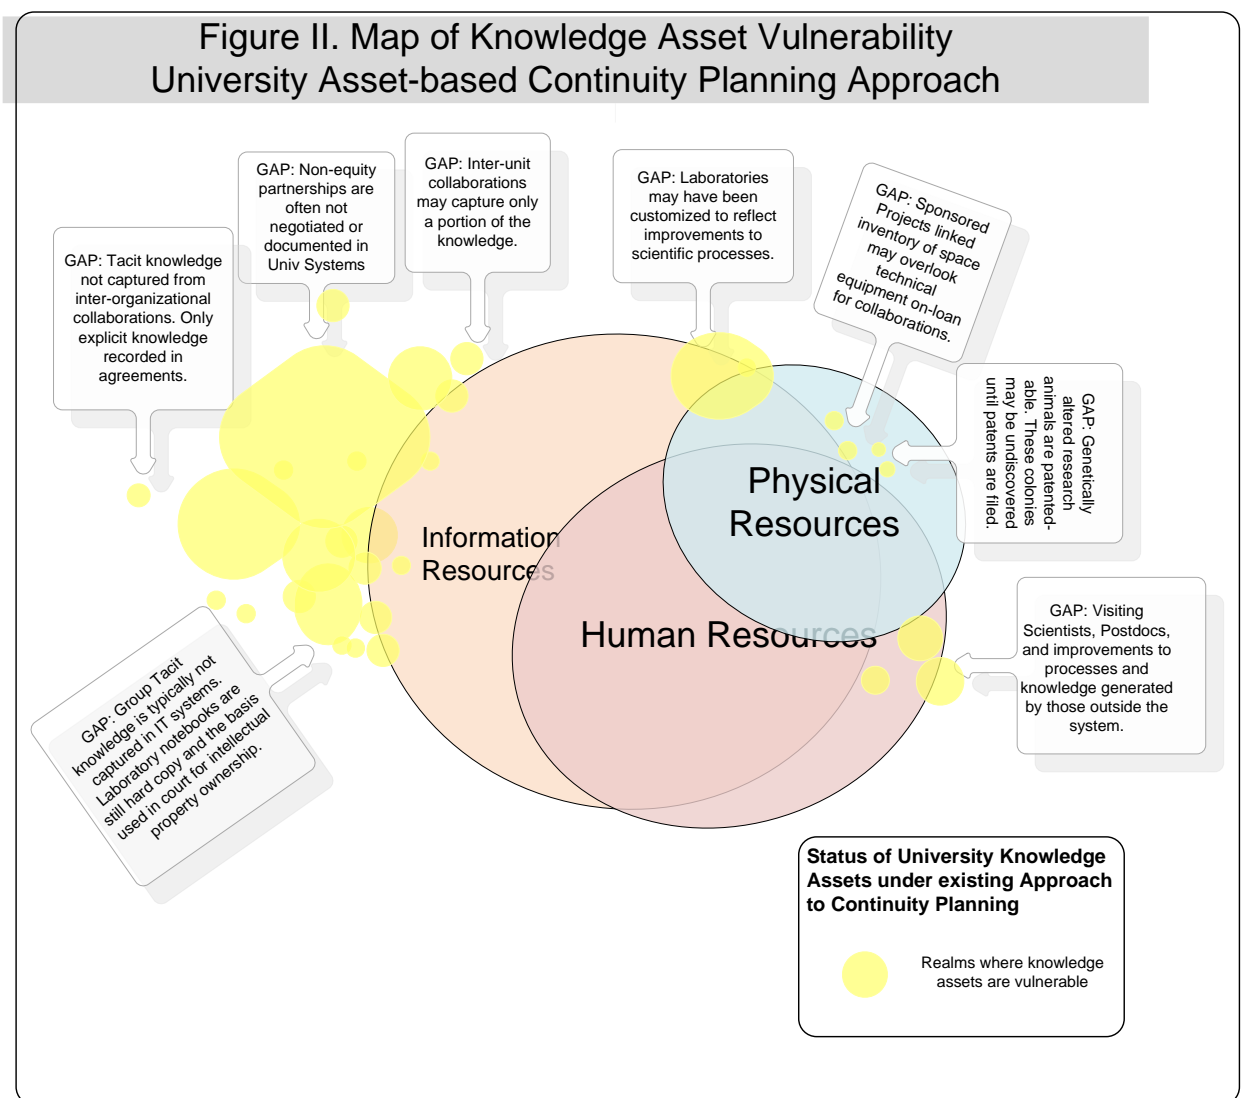 Figure II. Map of Knowledge Asset Vulnerability
University Asset-based Continuity Planning Approach
GAP: Tacit knowledge
not captured from
inter-organizational
collaborations. Only
explicit knowledge
recorded in
agreements.
GAP: Non-equity
partnerships are
often not
negotiated or
documented in
Univ Systems
GAP: Inter-unit
collaborations
may capture only
a portion of the
knowledge.
GAP: Laboratories
may have been
customized to reflect
improvements to
scientific processes.
GAP: Sponsored
Projects linked
inventory of space
may overlook
technical
equipment on-loan
for collaborations.
GAP: Genetically
altered research
animals are patented-
able. These colonies
may be undiscovered
until patents are filed.
Physical
Resources
Information
Resources
Human Resources
GAP: Visiting
Scientists, Postdocs,
and improvements to
processes and
knowledge generated
by those outside the
system.
GAP: Group Tacit
knowledge is typically not
captured in IT systems.
Laboratory notebooks are
still hard copy and the basis
used in court for intellectual
property ownership.
Status of University Knowledge
Assets under existing Approach
to Continuity Planning
Realms where knowledge
assets are vulnerable